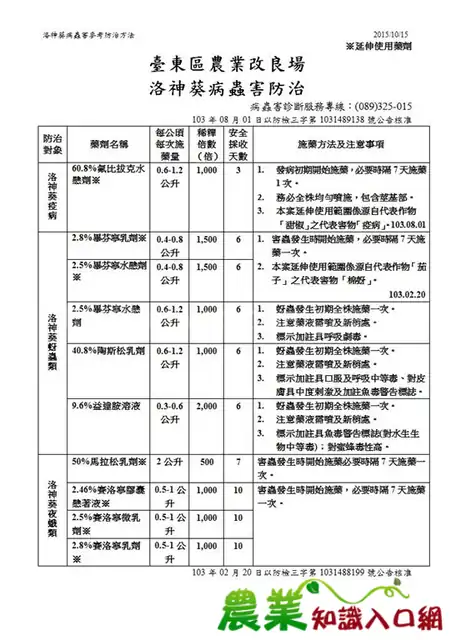 洛神葵病蟲害參考防治方法
2015/10/15
※延伸使用藥劑
臺東區農業改良場
洛神葵病蟲害防治
病蟲害診斷服務專線：(089)325-015
103 年 08 月 01 日以防檢三字第 1031489138 號公告核准
防治對象 藥劑名稱 每公頃每次施藥量 稀釋倍數(倍) 安全採收天數 施藥方法及注意事項
洛神葵疫病
60.8%氟比拔克水懸劑※ 0.6-1.2公升 1,000 3
1. 發病初期開始施藥，必要時隔 7 天施藥 1 次。
2. 務必全株均勻噴施，包含莖基部。
3. 本案延伸使用範圍係源自代表作物「甜椒」之代表害物「疫病」。103.08.01
洛神葵蚜蟲類
2.8%畢芬寧乳劑※ 0.4-0.8公升 1,500 6
2.5%畢芬寧水懸劑※ 0.4-0.8公升 1,500 6
1. 害蟲發生時開始施藥，必要時隔 7 天施藥一次。
2. 本案延伸使用範圍係源自代表作物「茄子」之代表害物「棉蚜」。
103.02.20
2.5%畢芬寧水懸劑 0.6-1.2公升 1,000 6
1. 蚜蟲發生初期全株施藥一次。
2. 注意藥液需噴及新梢處。
3. 標示加註具呼吸劇毒。
40.8%陶斯松乳劑 0.6-1.2公升 1,000 6
1. 蚜蟲發生初期全株施藥一次。
2. 注意藥液需噴及新梢處。
3. 標示加註具口服及呼吸中等毒、對皮膚具中度刺激及加註魚毒警告標誌。
9.6%益達胺溶液 0.3-0.6公升 2,000 6
1. 蚜蟲發生初期全株施藥一次。
2. 注意藥液需噴及新梢處。
3. 標示加註具魚毒警告標誌(對水生生物中等毒)；對蜜蜂毒性高。
洛神葵夜蛾類
50%馬拉松乳劑※ 2 公升 500 7
害蟲發生時開始施藥必要時隔 7 天施藥一次。
2.46%賽洛寧膠囊懸著液※ 0.5-1 公升 1,000 10
害蟲發生時開始施藥，必要時隔 7 天施藥一次。
2.5%賽洛寧微乳劑※ 0.5-1 公升 1,000 10
2.8%賽洛寧乳劑※ 0.5-1 公升 1,000 10
103 年 02 月 20 日以防檢三字第 1031488199 號公告核准
農業知識入口網